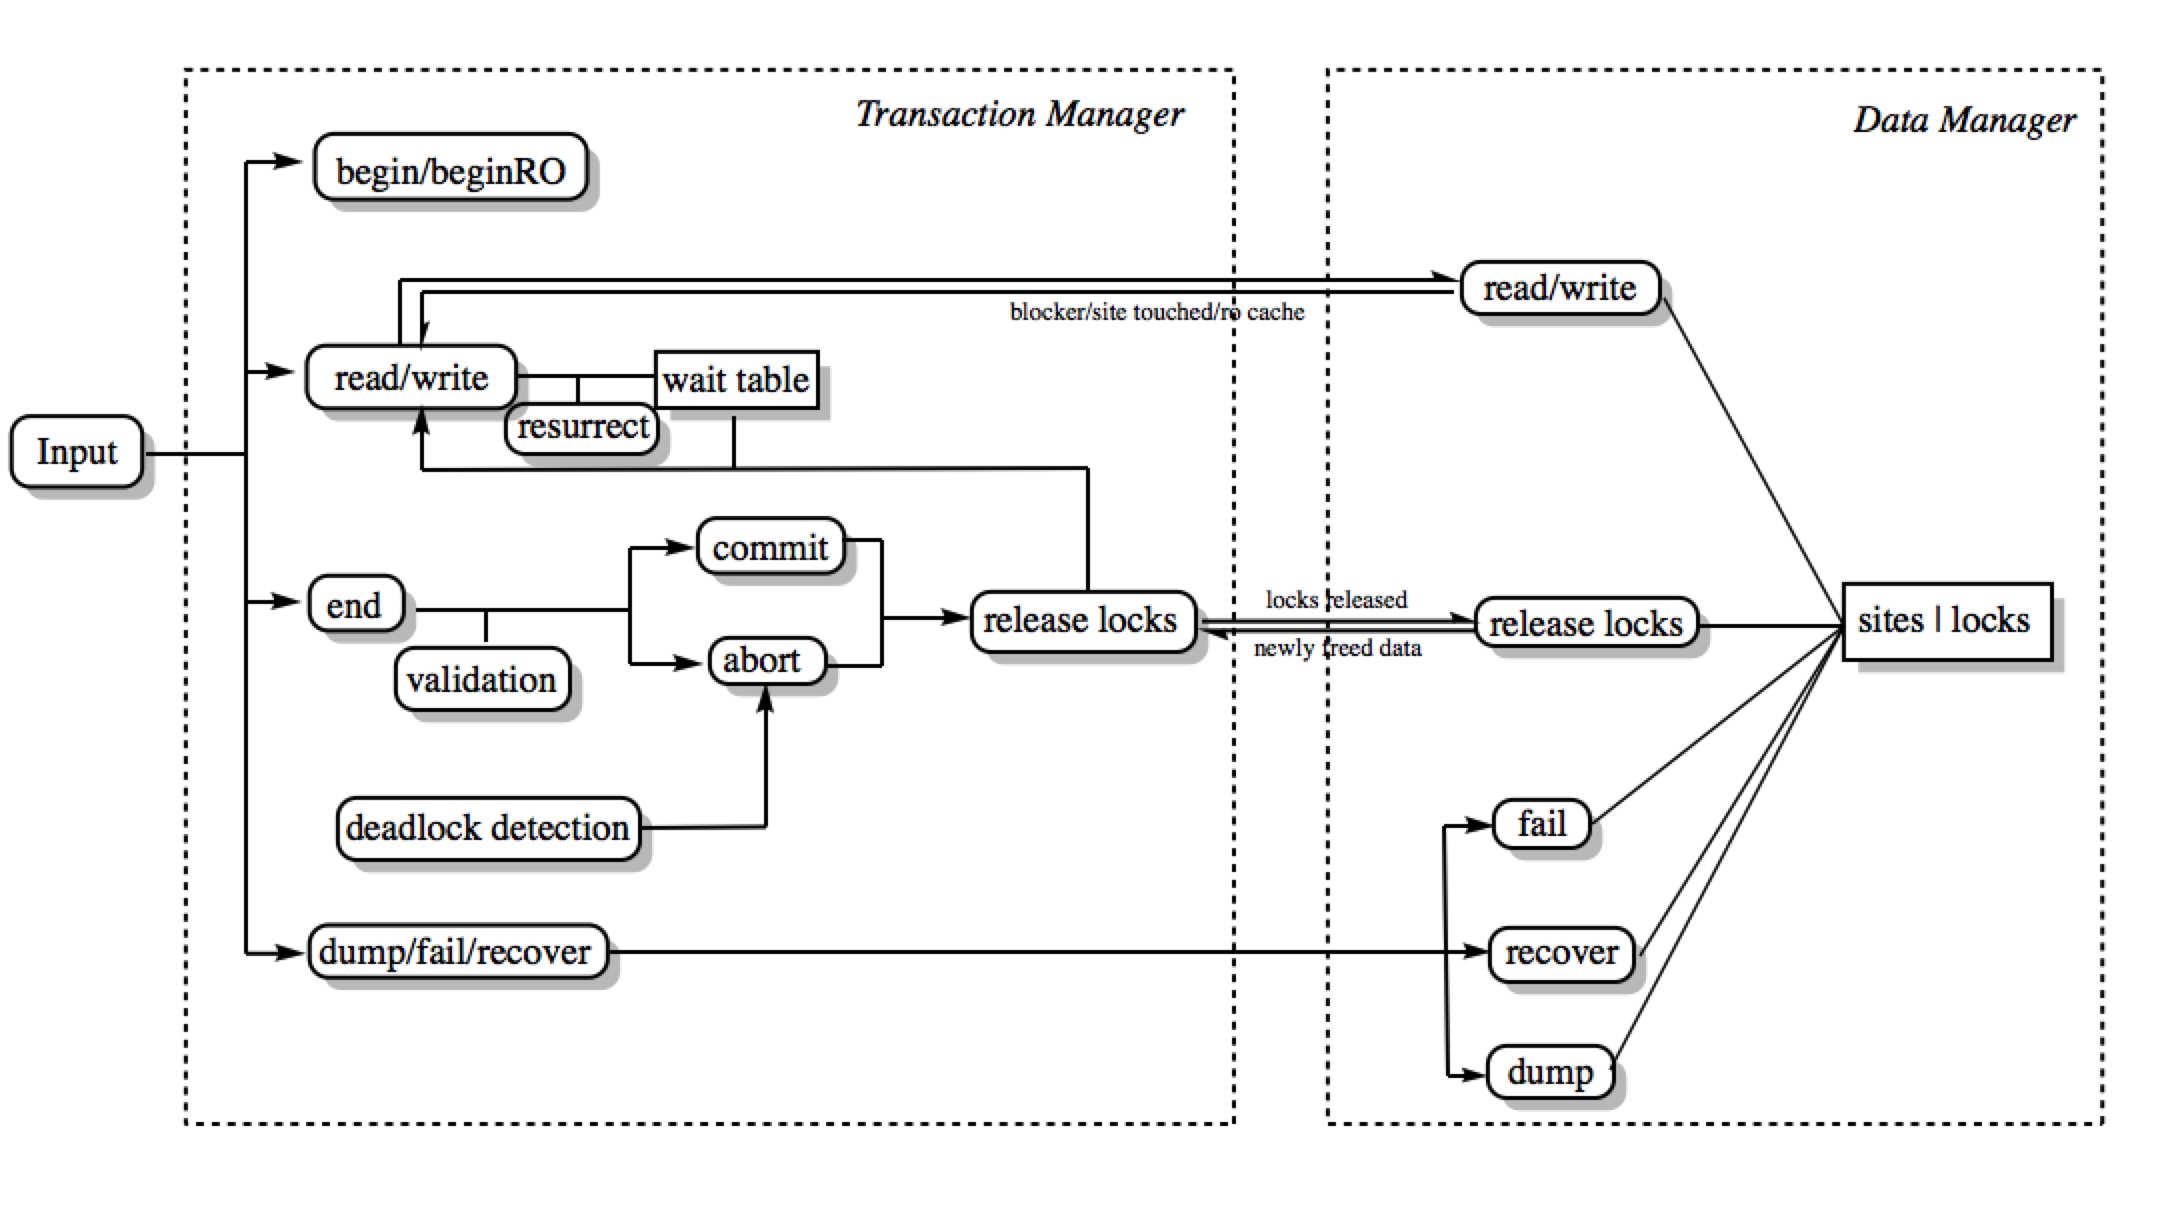 Transaction Manager
Data Manager
begin/beginRO
read/write
blocker/site touched/ro cache
read/write
wait table
resurrect
Input
commit
end
release locks
locks released
newly freed data
release locks
sites | locks
validation
abort
deadlock detection
fail
dump/fail/recover
recover
dump